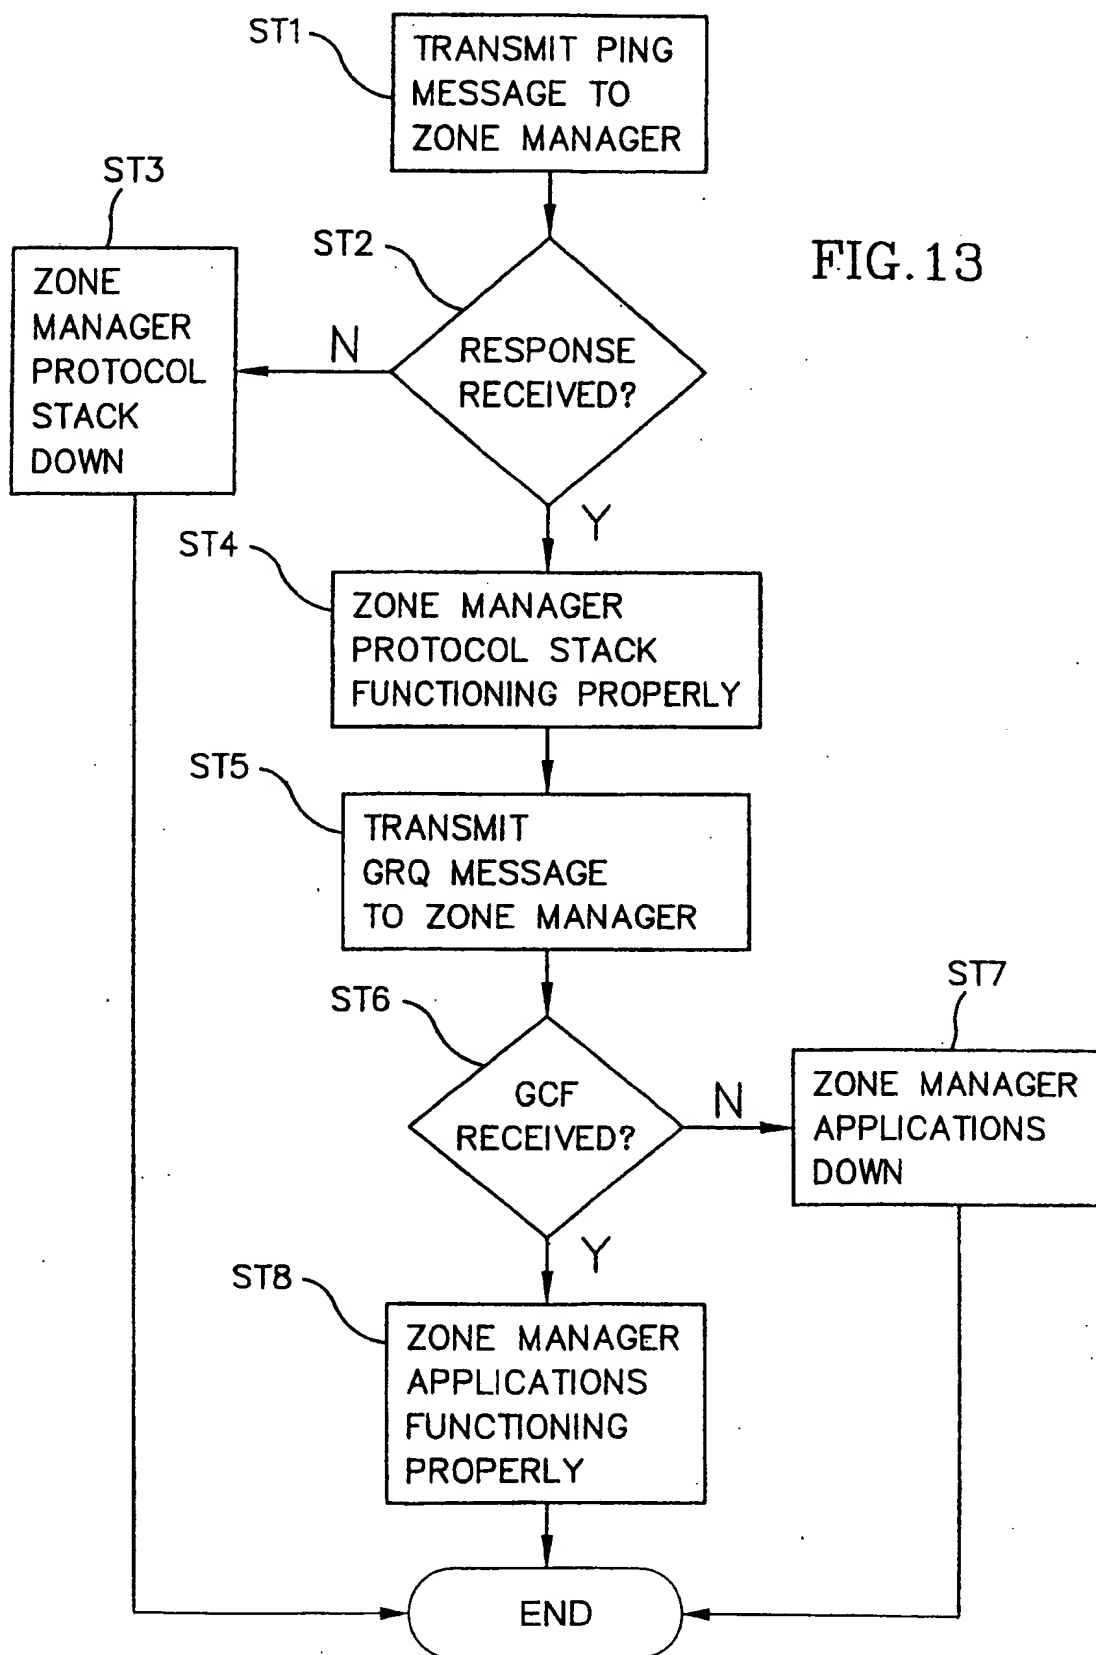 ST1
TRANSMIT PING
MESSAGE TO
ZONE MANAGER
FIG.13
ST2
RESPONSE
RECEIVED?
N
ST3
ZONE
MANAGER
PROTOCOL
STACK
DOWN
Y
ST4
ZONE MANAGER
PROTOCOL STACK
FUNCTIONING PROPERLY
ST5
TRANSMIT
GRQ MESSAGE
TO ZONE MANAGER
ST6
GCF
RECEIVED?
N
ST7
ZONE MANAGER
APPLICATIONS
DOWN
Y
ST8
ZONE MANAGER
APPLICATIONS
FUNCTIONING
PROPERLY
END